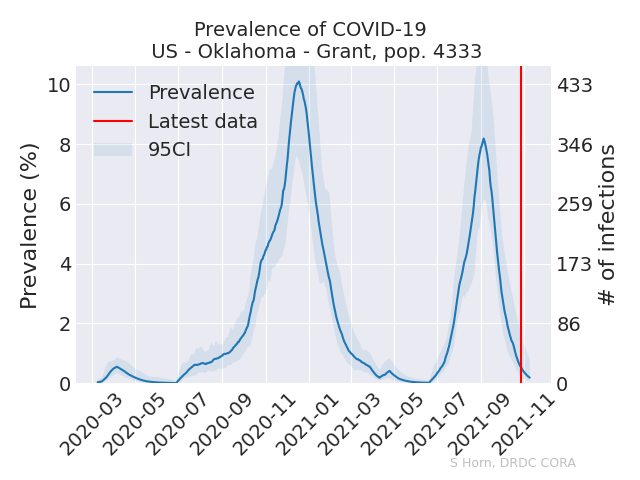 Prevalence of COVID-19
US - Oklahoma - Grant, pop. 4333
Prevalence
Latest data
95CI
Prevalence (%)
10
8
6
4
2
0
# of infections
433
346
259
173
86
0
2020-03
2020-05
2020-07
2020-09
2020-11
2021-01
2021-03
2021-05
2021-07
2021-09
2021-11
S Horn, DRDC CORA